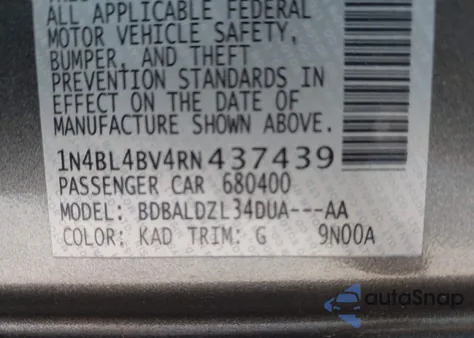 ALL APPLICABLE FEDERAL
MOTOR VEHICLE SAFETY,
BUMPER, AND THEFT
PREVENTION STANDARDS IN
EFFECT ON THE DATE OF
MANUFACTURE SHOWN ABOVE.
1N4BL4BV4RN437439
PASSENGER CAR 680400
MODEL: BDBALDZL34DUA---AA
COLOR: KAD TRIM: G 9N00A
autoSnap